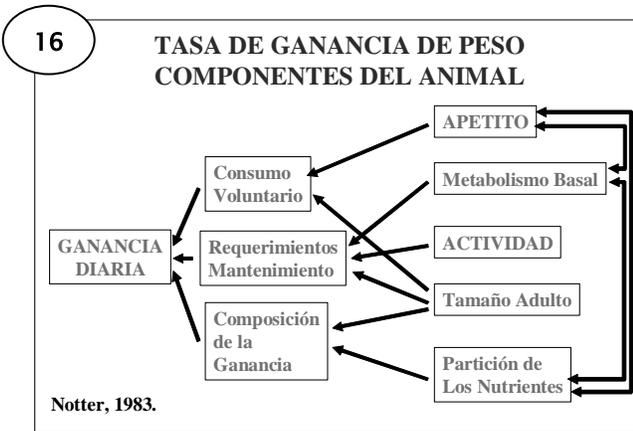 16
TASA DE GANANCIA DE PESO
COMPONENTES DEL ANIMAL
APETITO
Consumo
Voluntario
Metabolismo Basal
GANANCIA
DIARIA
Requerimientos
Mantenimiento
ACTIVIDAD
Tamaño Adulto
Composición
de la
Ganancia
Partición de
Los Nutrientes
Notter, 1983.